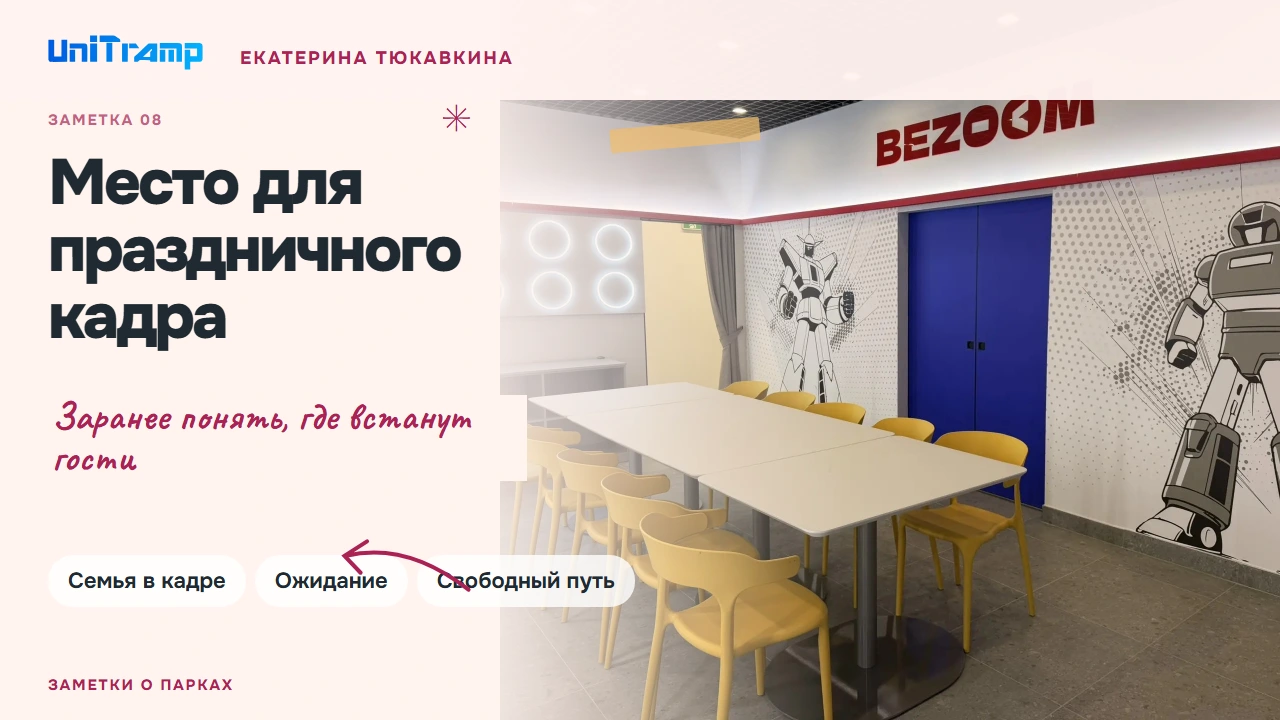 UniTramp
ЕКАТЕРИНА ТЮКАВКИНА
ЗАМЕТКА 08
Место для
праздничного
кадра
BEZOOM
Заранее понять, где встанут
гости
Семья в кадре
Ожидание
Свободный путь
ЗАМЕТКИ О ПАРКАХ